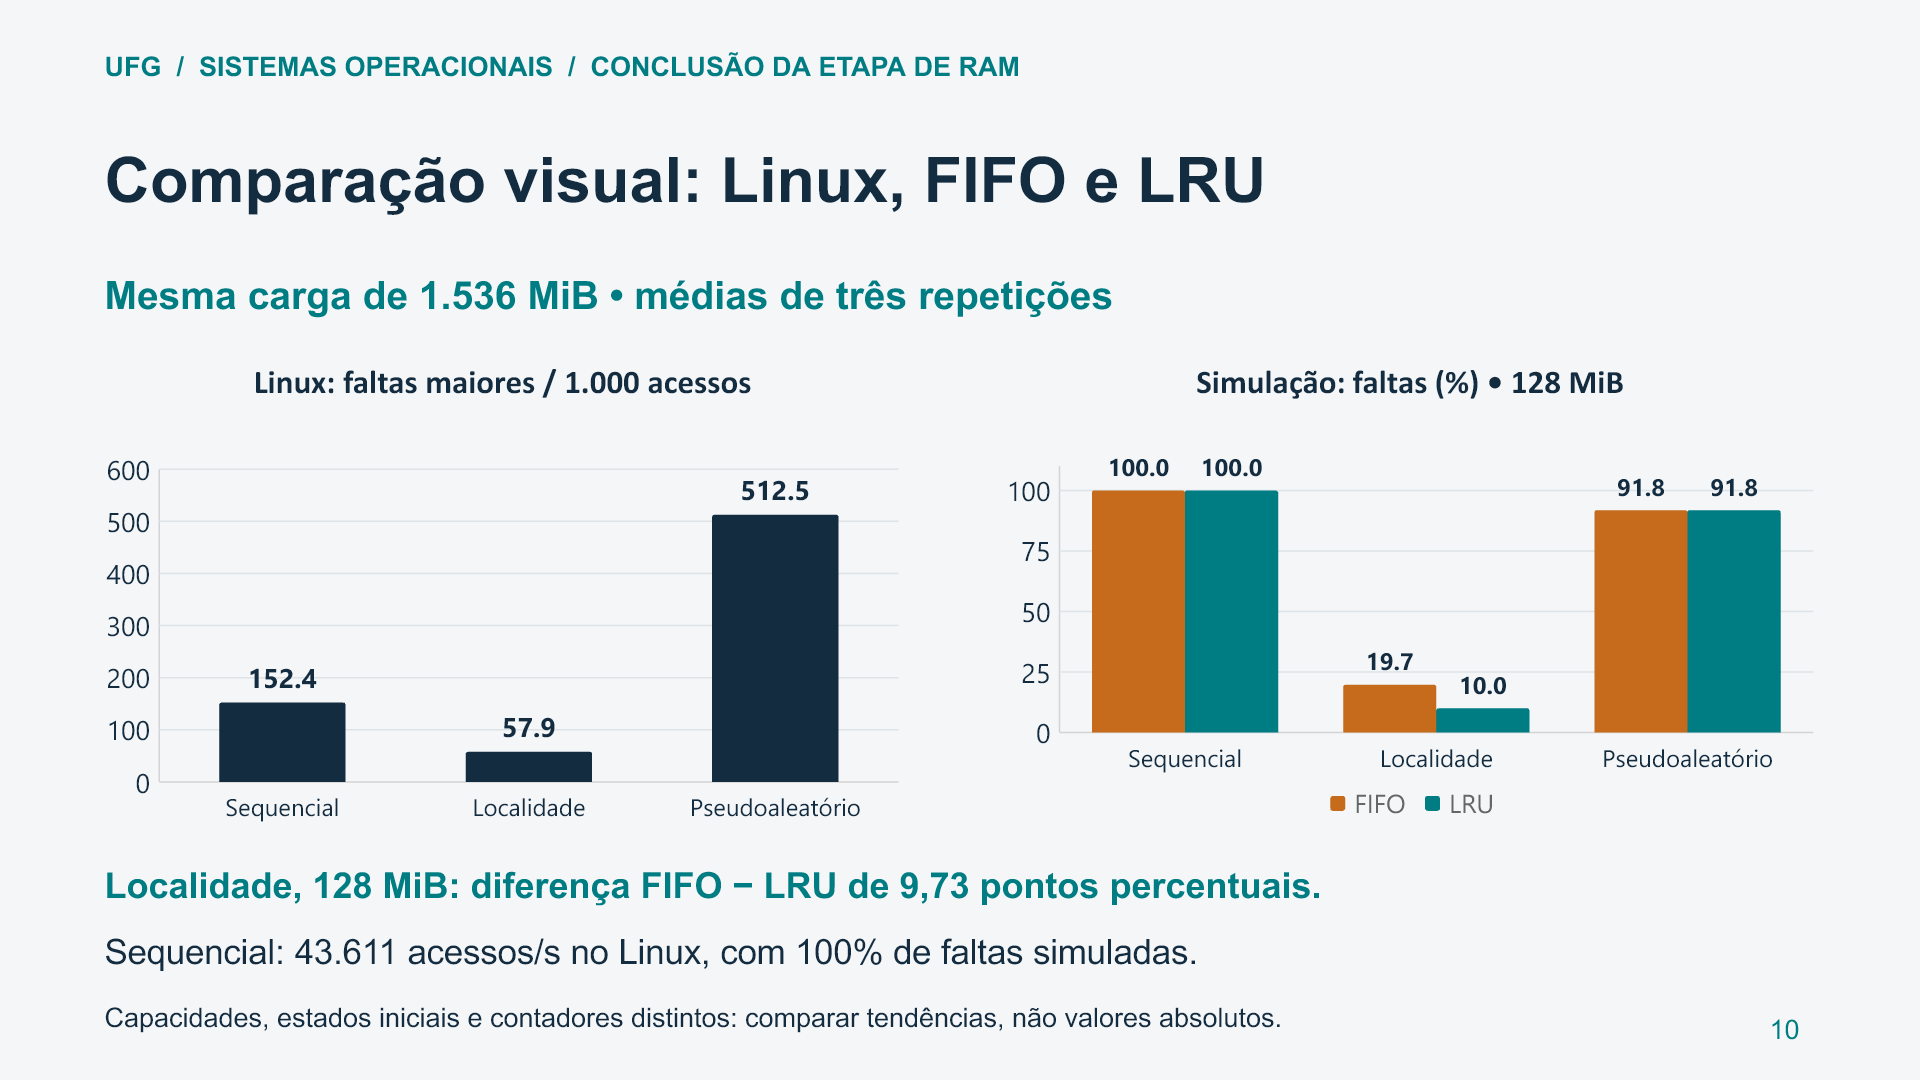 UFG / SISTEMAS OPERACIONAIS / CONCLUSÃO DA ETAPA DE RAM
Comparação visual: Linux, FIFO e LRU
Mesma carga de 1.536 MiB • médias de três repetições
Linux: faltas maiores / 1.000 acessos
600
500
400
300
200
100
0
152.4
57.9
512.5
Sequencial
Localidade
Pseudoaleatório
Simulação: faltas (%) • 128 MiB
100
75
50
25
0
100.0 100.0
19.7
10.0
91.8 91.8
Sequencial
Localidade
Pseudoaleatório
FIFO LRU
Localidade, 128 MiB: diferença FIFO − LRU de 9,73 pontos percentuais.
Sequencial: 43.611 acessos/s no Linux, com 100% de faltas simuladas.
Capacidades, estados iniciais e contadores distintos: comparar tendências, não valores absolutos.
10